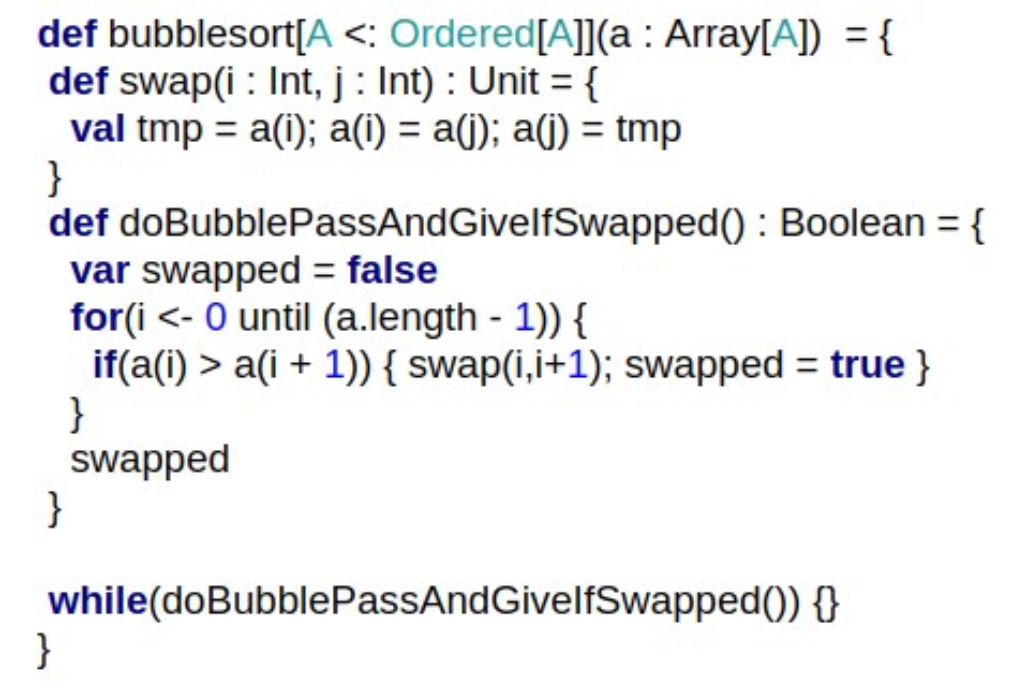 def bubblesort[A <: Ordered[A]](a : Array[A])  = {
 def swap(i : Int, j : Int) : Unit = {
   val tmp = a(i); a(i) = a(j); a(j) = tmp
 }
 def doBubblePassAndGiveIfSwapped() : Boolean = {
   var swapped = false
   for(i <- 0 until (a.length - 1)) {
     if(a(i) > a(i + 1)) { swap(i,i+1); swapped = true }
   }
   swapped
 }

 while(doBubblePassAndGiveIfSwapped()) {}
}